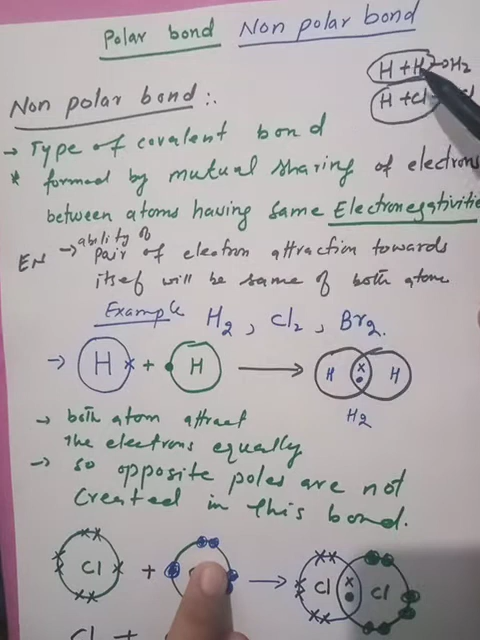 Polar bond Non polar bond
H + H → H2
H + Cl
Non polar bond:.
→ Type of covalent bond
* formed by mutual sharing of electrons
between atoms having same Electronegativitie
EN → ability of
pair of electron attraction towards
itself will be same of both atom
Example H2, Cl2, Br2.
→ H + H → H H
H2
→ both atom attract
the electrons equally
→ so opposite poles are not
created in this bond.
Cl + → Cl Cl
Cl +